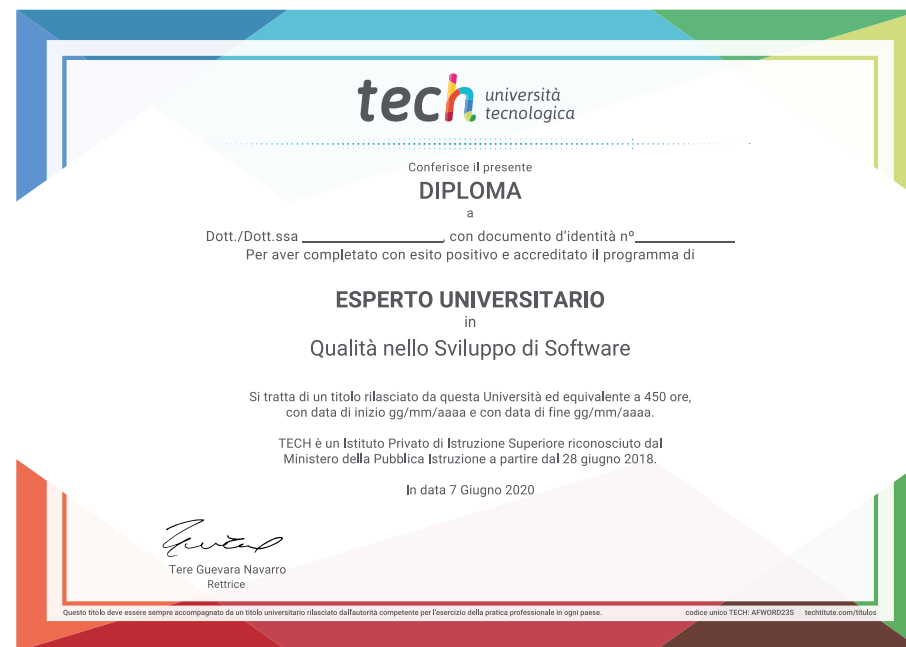 tech università
tecnologica
Conferisce il presente
DIPLOMA
a
Dott./Dott.ssa ____________________, con documento d'identità nº______________
Per aver completato con esito positivo e accreditato il programma di
ESPERTO UNIVERSITARIO
in
Qualità nello Sviluppo di Software
Si tratta di un titolo rilasciato da questa Università ed equivalente a 450 ore,
con data di inizio gg/mm/aaaa e con data di fine gg/mm/aaaa.
TECH è un Istituto Privato di Istruzione Superiore riconosciuto dal
Ministero della Pubblica Istruzione a partire dal 28 giugno 2018.
In data 7 Giugno 2020
Tere Guevara Navarro
Rettrice
Questo titolo deve essere sempre accompagnato da un titolo universitario rilasciato dall'autorità competente per l'esercizio della pratica professionale in ogni paese. codice unico TECH: AFWORD23S techtitute.com/titulos